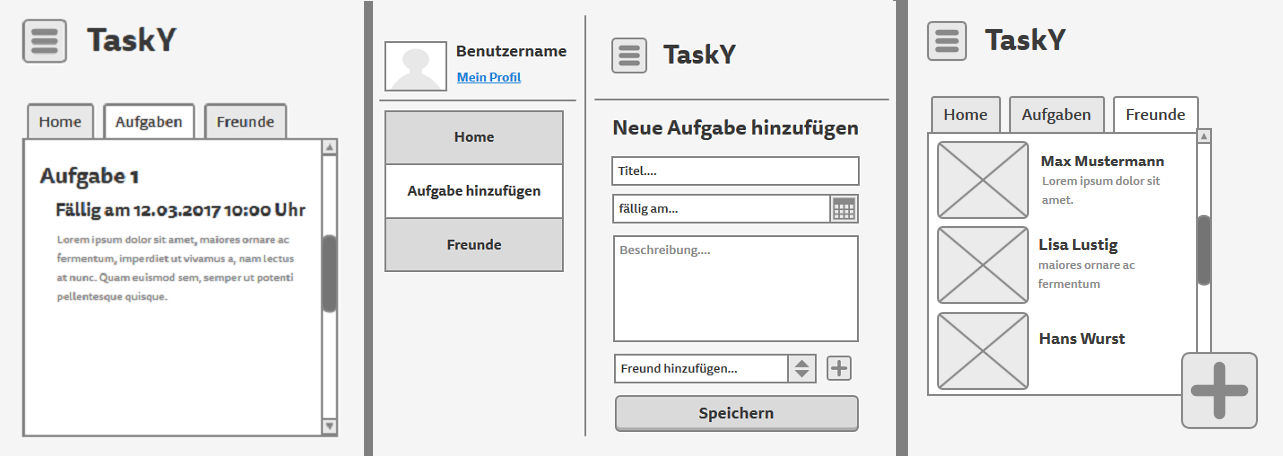 TaskY
Home
Aufgaben
Freunde
Aufgabe 1
Fällig am 12.03.2017 10:00 Uhr
Lorem ipsum dolor sit amet, maiores ornare ac
fermentum, imperdiet ut vivamus a, nam lectus
at nunc. Quam euismod sem, semper ut potenti
pellentesque quisque.
Benutzername
Mein Profil
Home
Aufgabe hinzufügen
Freunde
TaskY
Neue Aufgabe hinzufügen
Titel....
fällig am...
Beschreibung....
Freund hinzufügen...
Speichern
TaskY
Home
Aufgaben
Freunde
Max Mustermann
Lorem ipsum dolor sit
amet.
Lisa Lustig
maiores ornare ac
fermentum
Hans Wurst